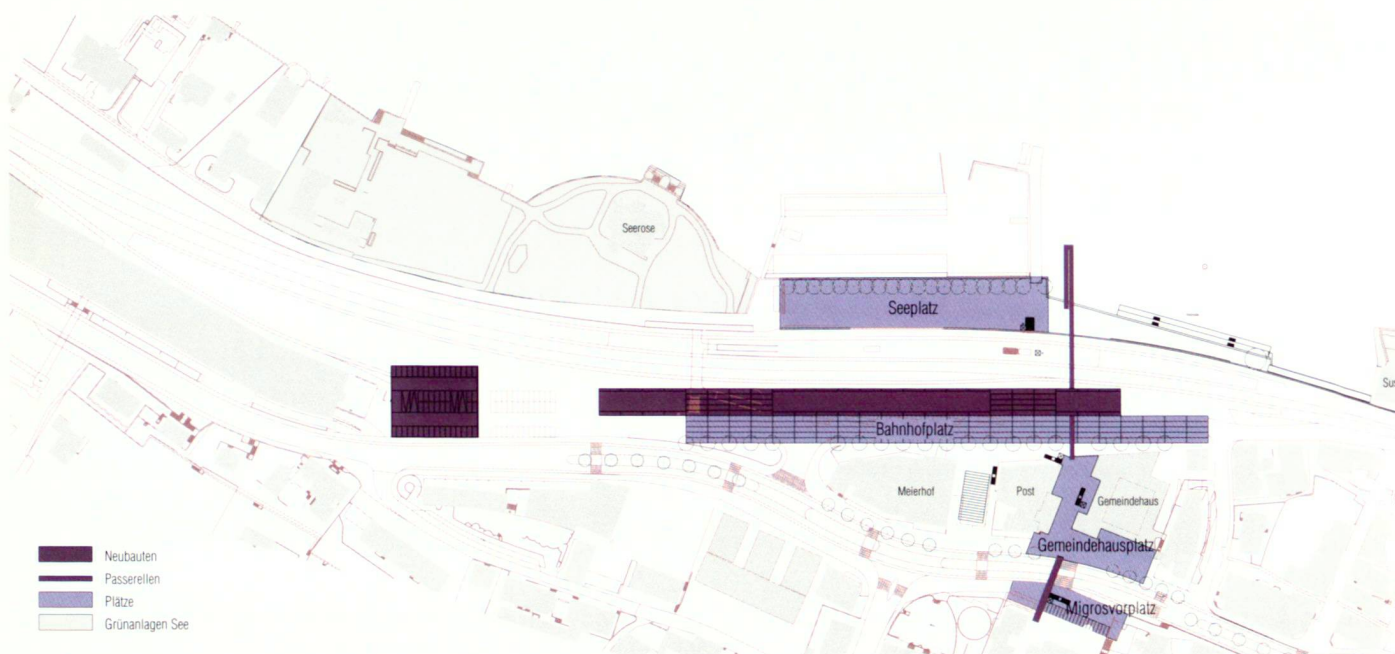 Seerose
Seeplatz
Bahnhofplatz
Meierhof
Post
Gemeindehaus
Gemeindehausplatz
Migrosvorplatz
Neubauten
Passerellen
Plätze
Grünanlagen See